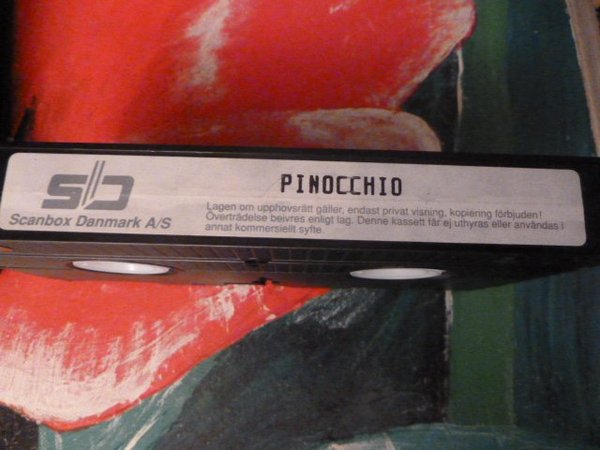 PINOCCHIO
SD
Scanbox Danmark A/S
Lagen om upphovsrätt gäller, endast privat visning, kopiering förbjuden!
Överträdelse beivres enligt lag. Denne kassett får ej uthyras eller användas i
annat kommersiellt syfte.